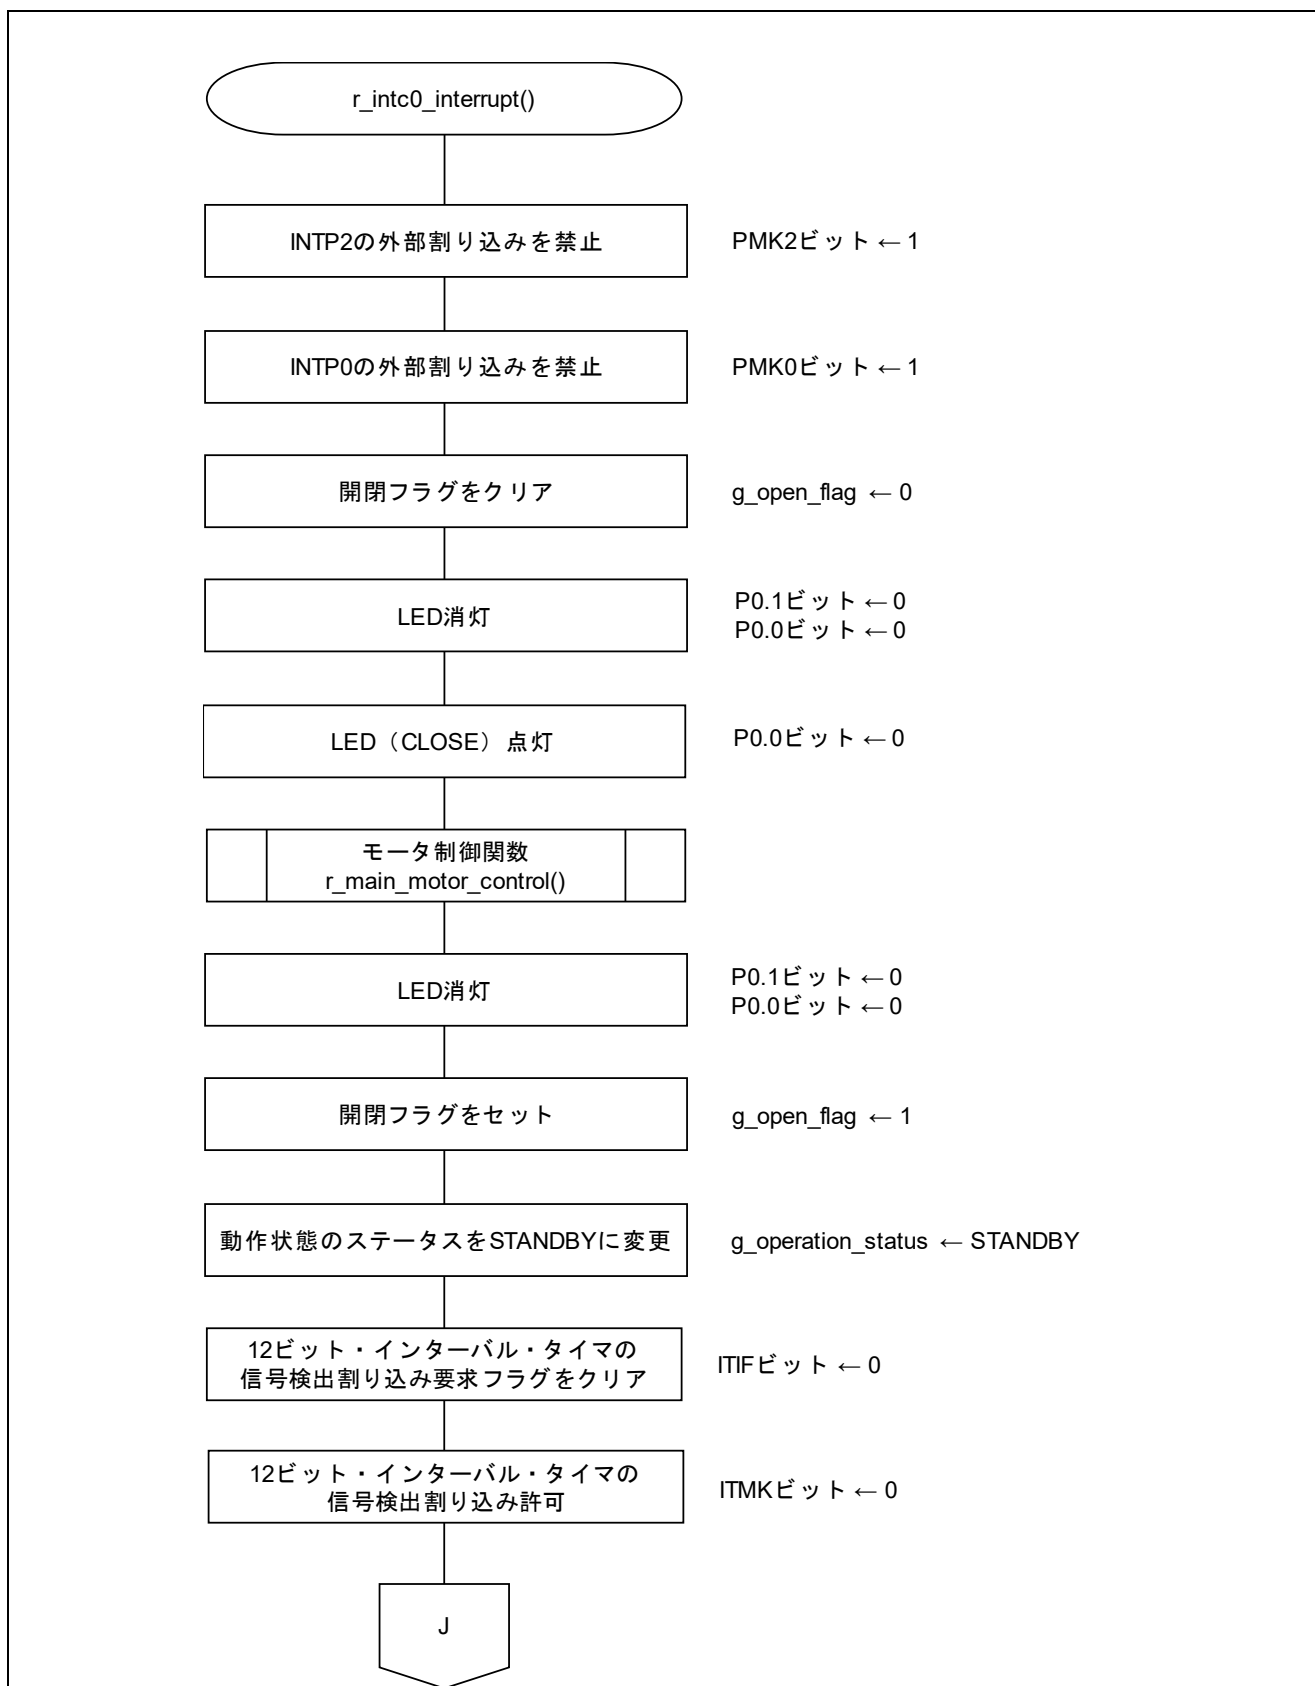 r_intc0_interrupt()
INTP2の外部割り込みを禁止
PMK2ビット ← 1
INTP0の外部割り込みを禁止
PMK0ビット ← 1
開閉フラグをクリア
g_open_flag ← 0
LED消灯
P0.1ビット ← 0
P0.0ビット ← 0
LED（CLOSE）点灯
P0.0ビット ← 0
モータ制御関数
r_main_motor_control()
LED消灯
P0.1ビット ← 0
P0.0ビット ← 0
開閉フラグをセット
g_open_flag ← 1
動作状態のステータスをSTANDBYに変更
g_operation_status ← STANDBY
12ビット・インターバル・タイマの
信号検出割り込み要求フラグをクリア
ITIFビット ← 0
12ビット・インターバル・タイマの
信号検出割り込み許可
ITMKビット ← 0
J